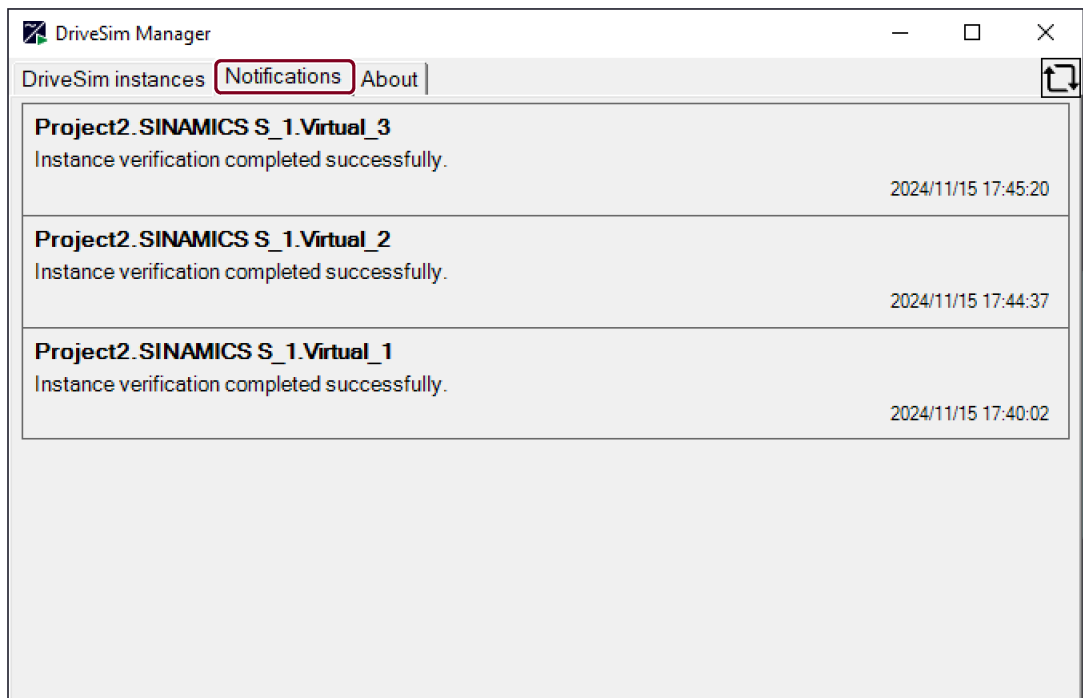 DriveSim Manager
DriveSim instances Notifications About
Project2.SINAMICS S_1.Virtual_3
Instance verification completed successfully.
2024/11/15 17:45:20
Project2.SINAMICS S_1.Virtual_2
Instance verification completed successfully.
2024/11/15 17:44:37
Project2.SINAMICS S_1.Virtual_1
Instance verification completed successfully.
2024/11/15 17:40:02